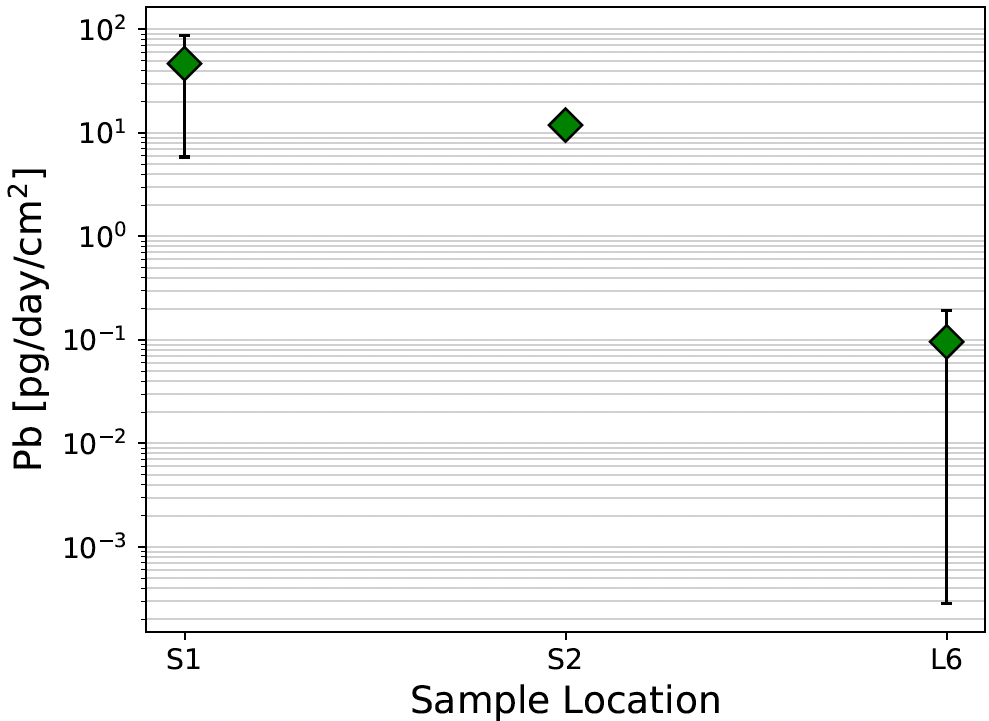 Pb [pg/day/cm²]
10²
10¹
10⁰
10⁻¹
10⁻²
10⁻³
S1 S2 L6
Sample Location